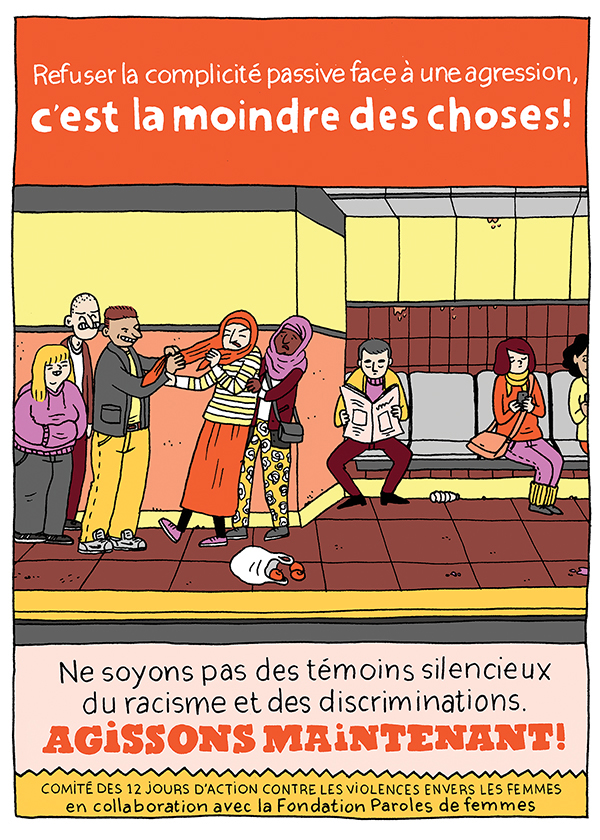 Refuser la complicité passive face à une agression,
c'est la moindre des choses!
Ne soyons pas des témoins silencieux
du racisme et des discriminations.
AGiSSONS MAiNTENANT!
COMITÉ DES 12 JOURS D'ACTION CONTRE LES VIOLENCES ENVERS LES FEMMES
en collaboration avec la Fondation Paroles de femmes